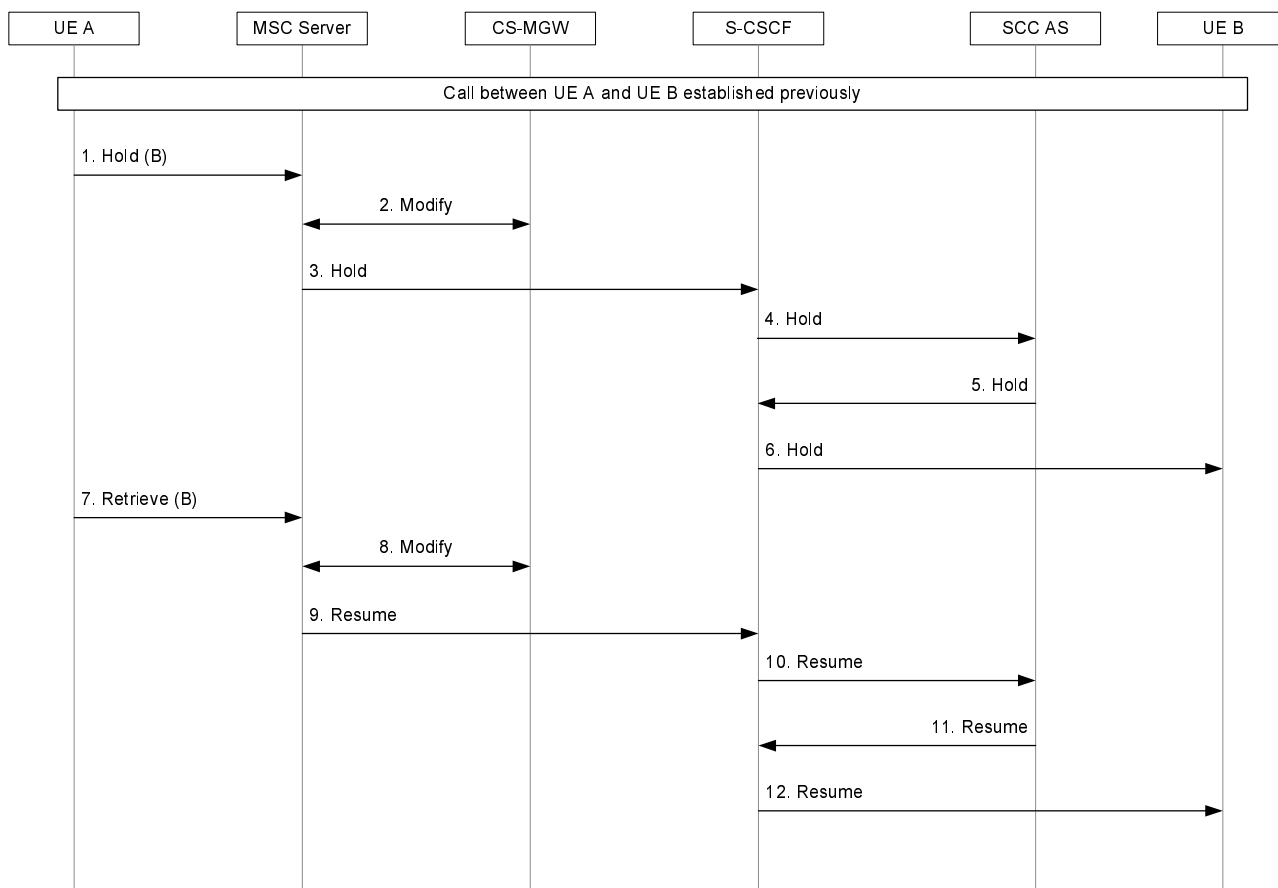 UE A
MSC Server
CS-MGW
S-CSCF
SCC AS
UE B
Call between UE A and UE B established previously
1. Hold (B)
2. Modify
3. Hold
4. Hold
5. Hold
6. Hold
7. Retrieve (B)
8. Modify
9. Resume
10. Resume
11. Resume
12. Resume